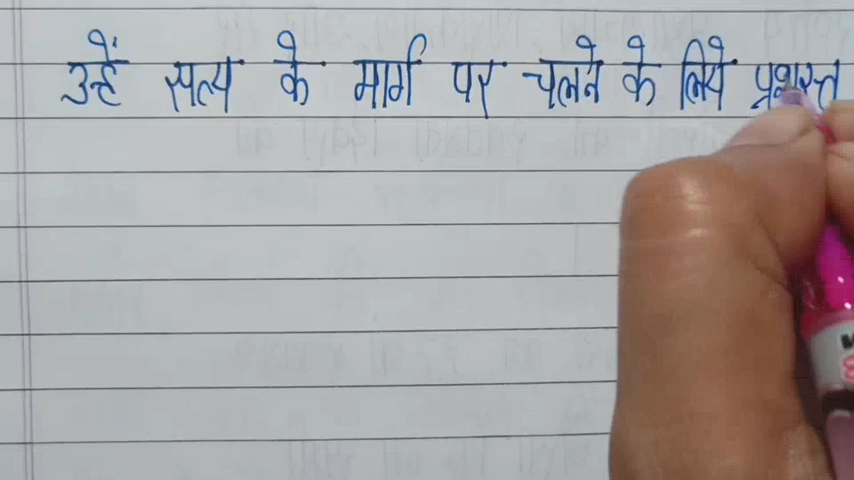 उन्हें सत्य के मार्ग पर चलने के लिये प्रशस्त